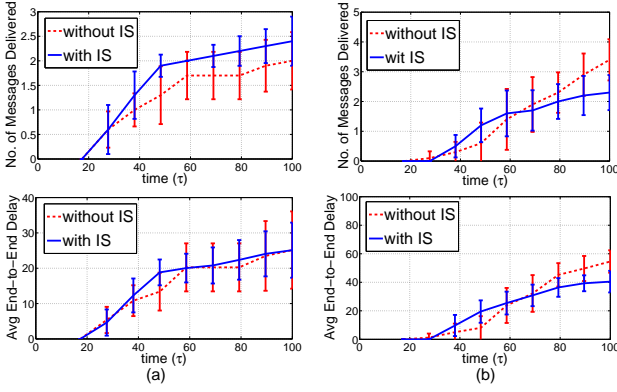 No. of Messages Delivered
3
2.5
2
1.5
1
0.5
0
0 20 40 60 80 100
time (τ)
without IS
with IS
No. of Messages Delivered
6
4
2
0
0 20 40 60 80 100
time (τ)
without IS
wit IS
Avg End−to−End Delay
40
30
20
10
0
0 20 40 60 80 100
time (τ)
without IS
with IS
(a)
Avg End−to−End Delay
100
80
60
40
20
0
0 20 40 60 80 100
time (τ)
without IS
with IS
(b)